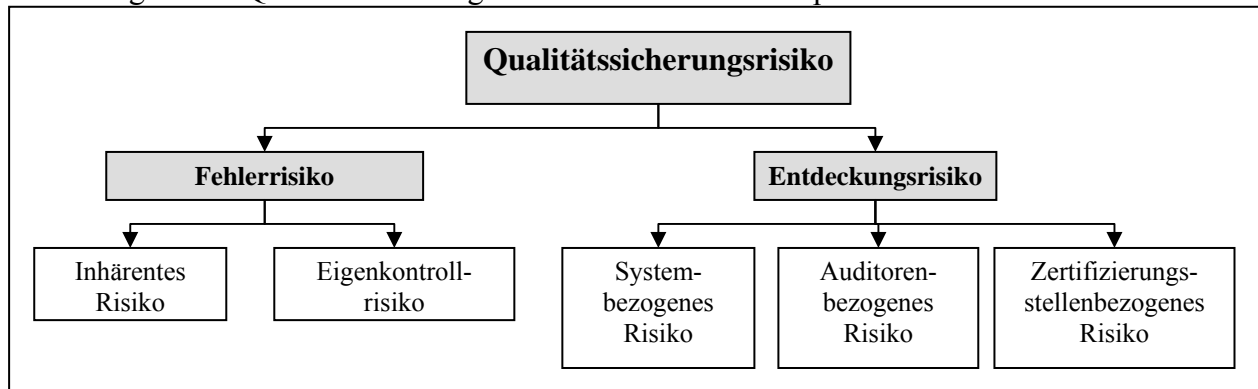 Qualitätssicherungsrisiko
Fehlerrisiko
Entdeckungsrisiko
Inhärentes
Risiko
Eigenkontroll-
risiko
System-
bezogenes
Risiko
Auditoren-
bezogenes
Risiko
Zertifizierungs-
stellenbezogenes
Risiko